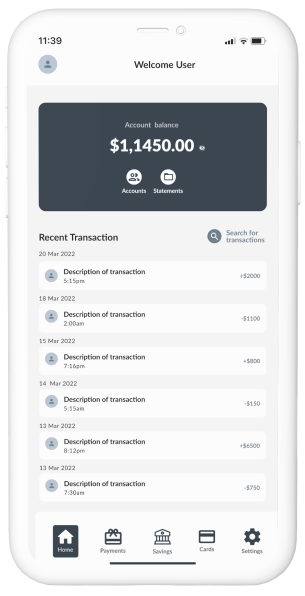 11:39
Welcome User
Account balance
$1,1450.00
Accounts Statements
Recent Transaction
Search for
transactions
20 Mar 2022
Description of transaction
5:15pm
+$2000
18 Mar 2022
Description of transaction
2:00am
-$1100
15 Mar 2022
Description of transaction
7:16pm
+$800
14 Mar 2022
Description of transaction
5:15am
-$150
13 Mar 2022
Description of transaction
8:12pm
+$6500
13 Mar 2022
Description of transaction
7:30am
-$750
Home Payments Savings Cards Settings